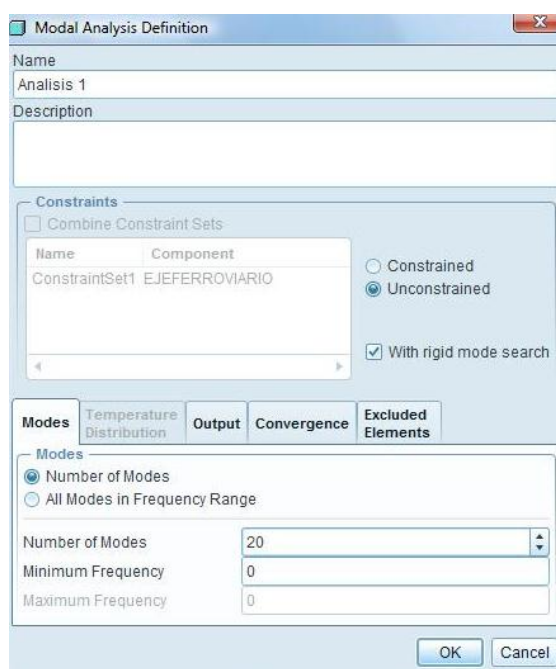 Modal Analysis Definition
Name
Analisis 1
Description
Constraints
Combine Constraint Sets
Name Component
ConstraintSet1 EJEFERROVIARIO
Constrained
Unconstrained
With rigid mode search
Modes Temperature Distribution Output Convergence Excluded Elements
Modes
Number of Modes
All Modes in Frequency Range
Number of Modes 20
Minimum Frequency 0
Maximum Frequency 0
OK Cancel